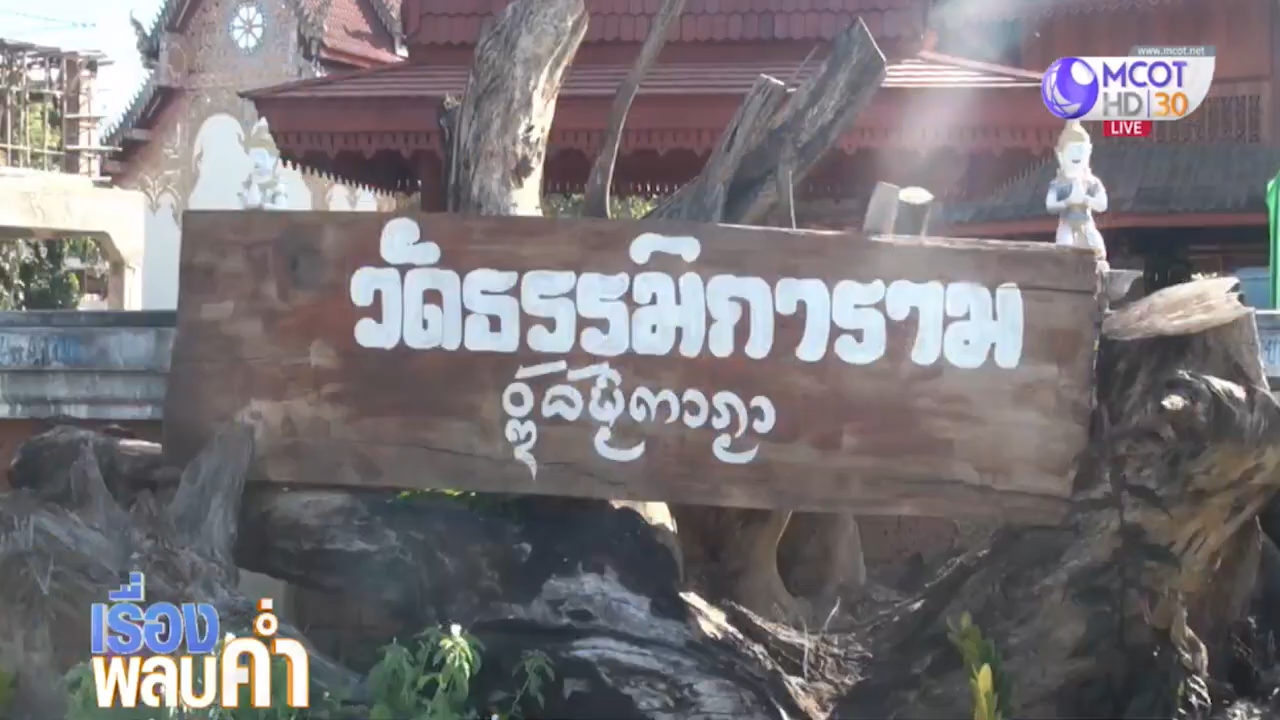 www.mcot.net
MCOT
HD 30
LIVE
วัดธรรมิการาม
เรื่อง
พลบค่ำ